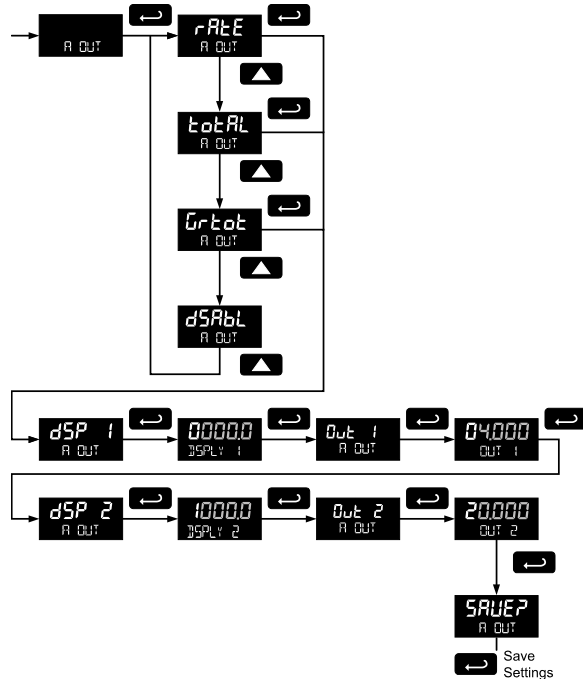 A OUT
rAtE
A OUT
totAL
A OUT
Grtot
A OUT
dSAbL
A OUT
dSP 1
A OUT
0000.0
DSPLY 1
Out 1
A OUT
04.000
OUT 1
dSP 2
A OUT
1000.0
DSPLY 2
Out 2
A OUT
20.000
OUT 2
SAVE?
A OUT
Save
Settings